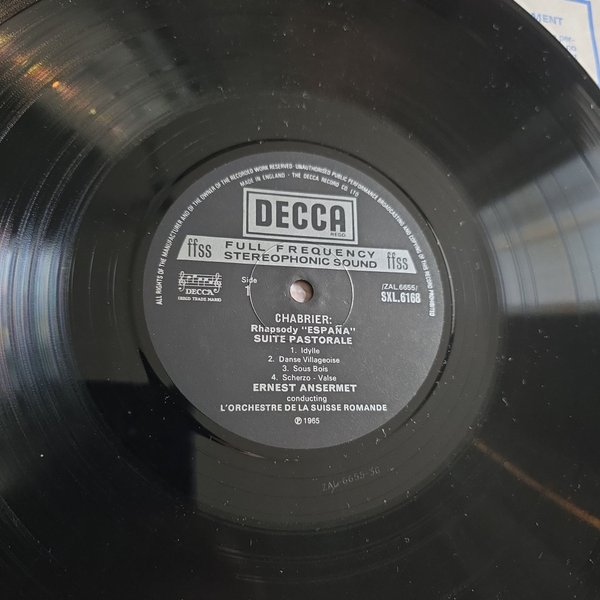 ALL RIGHTS OF THE MANUFACTURER AND OF THE OWNER OF THE RECORDED WORK RESERVED · UNAUTHORISED PUBLIC PERFORMANCE BROADCASTING AND COPYING OF THIS RECORD PROHIBITED
MADE IN ENGLAND · THE DECCA RECORD CO LTD
DECCA
REGD.
ffss FULL FREQUENCY ffss
STEREOPHONIC SOUND
DECCA
REGD TRADE MARK
Side
1
(ZAL.6655)
SXL.6168
CHABRIER:
Rhapsody "ESPAÑA"
SUITE PASTORALE
1. Idylle
2. Danse Villageoise
3. Sous Bois
4. Scherzo - Valse
ERNEST ANSERMET
conducting
L'ORCHESTRE DE LA SUISSE ROMANDE
℗ 1965